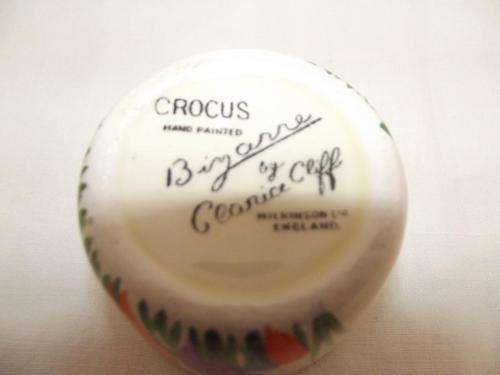 CROCUS
HAND PAINTED
Bizarre
by
Clarice Cliff
WILKINSON LTD
ENGLAND.